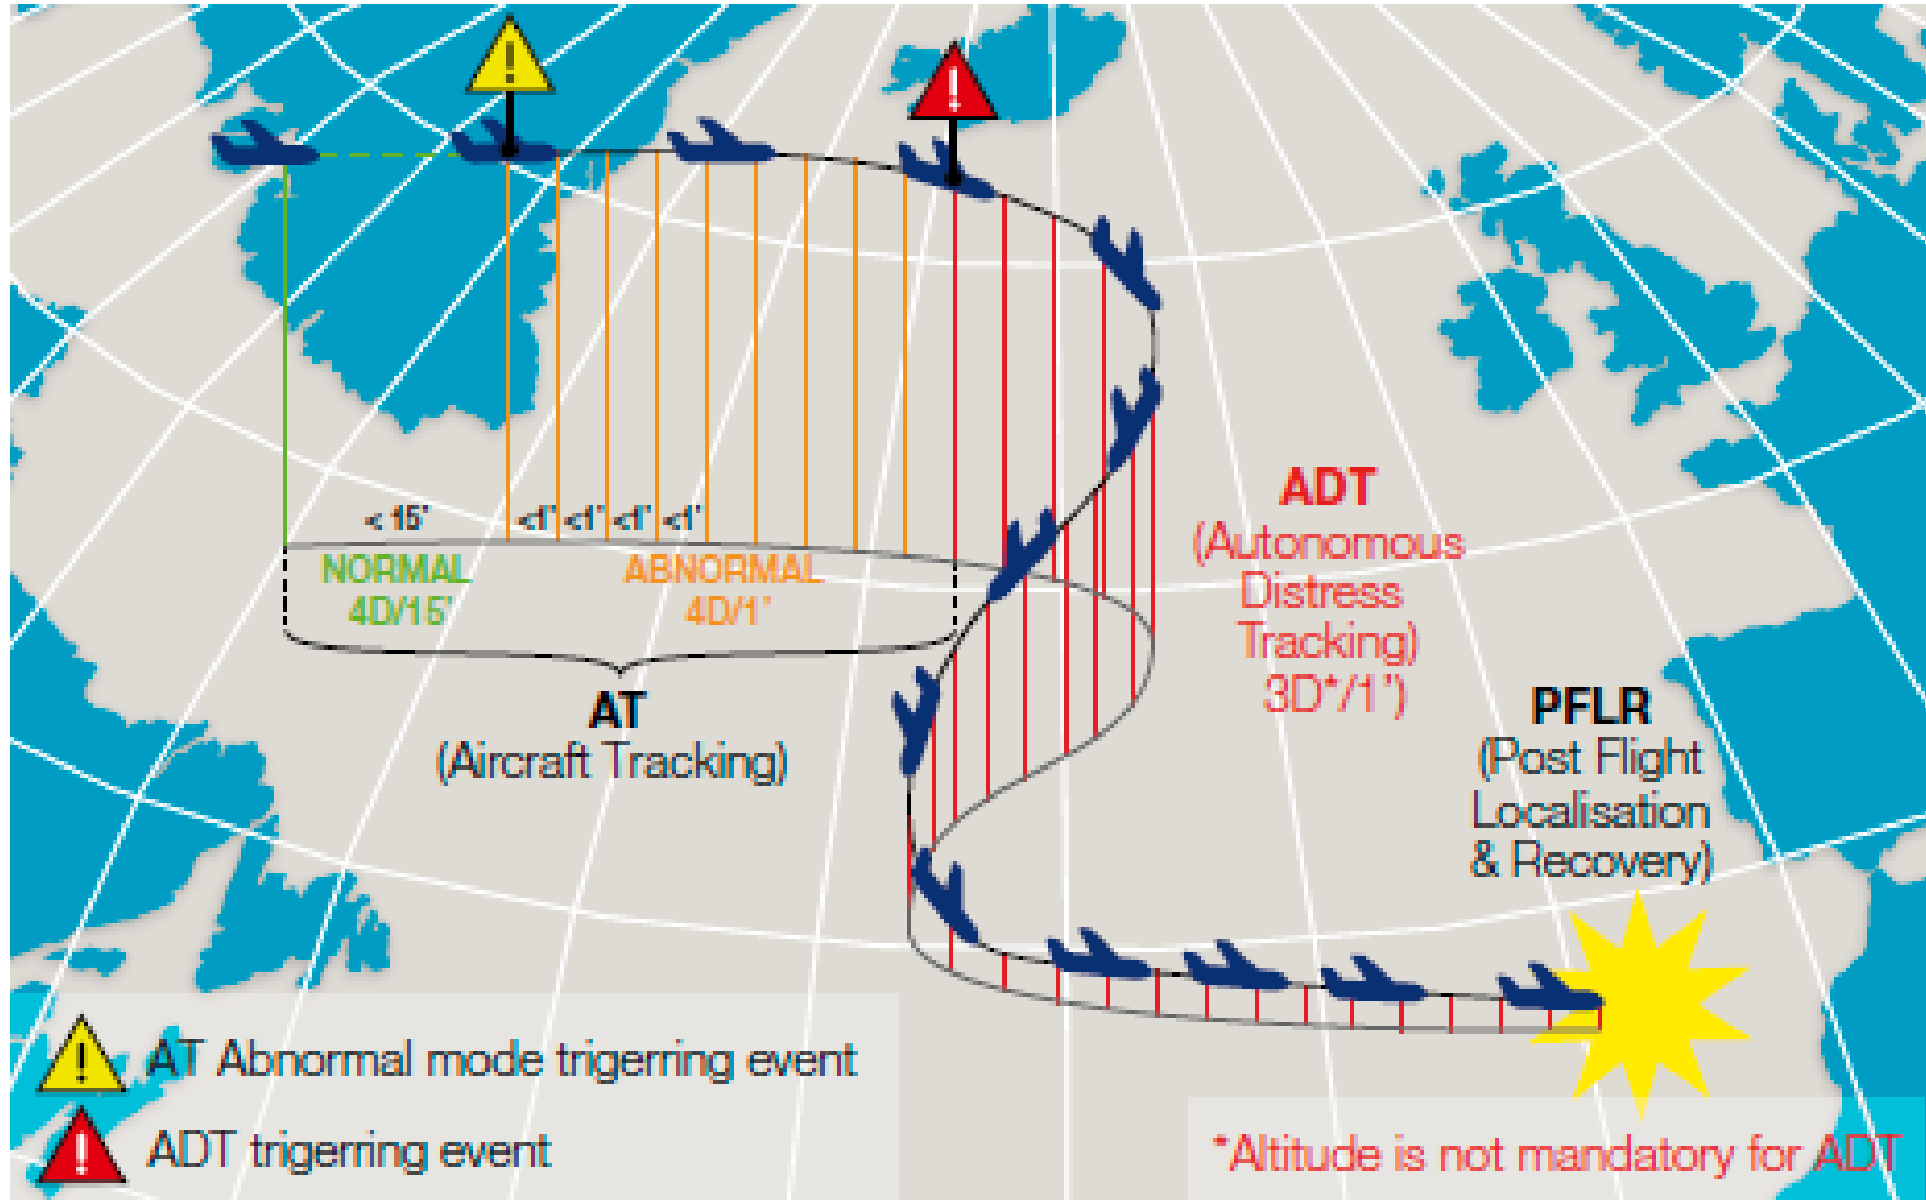 !
!
< 15' <1' <1' <1' <1'
NORMAL
4D/15'
ABNORMAL
4D/1'
AT
(Aircraft Tracking)
ADT
(Autonomous
Distress
Tracking)
3D*/1')
PFLR
(Post Flight
Localisation
& Recovery)
! AT Abnormal mode trigerring event
! ADT trigerring event
*Altitude is not mandatory for ADT